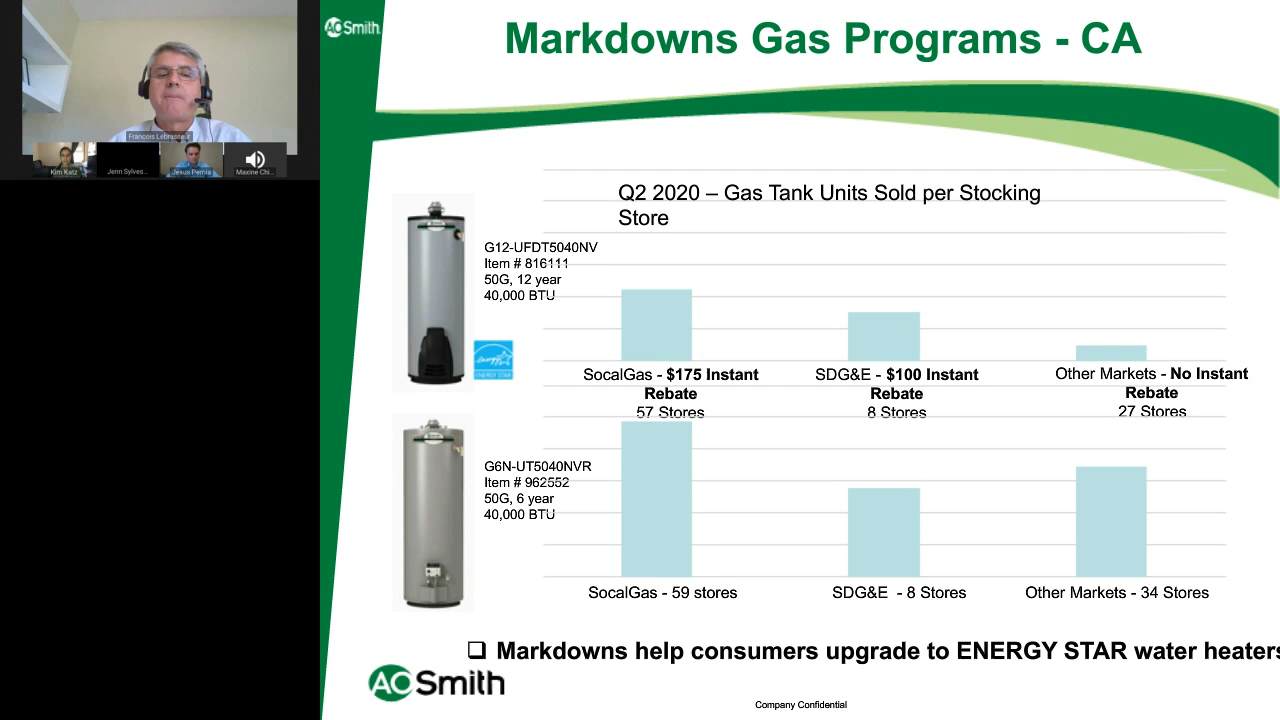 AO Smith
Markdowns Gas Programs - CA
Francois Lebrasseur
Kim Katz
Jenn Sylves...
Jesus Pernia
Maxine Chi...
Q2 2020 – Gas Tank Units Sold per Stocking
Store
G12-UFDT5040NV
Item # 816111
50G, 12 year
40,000 BTU
energy
ENERGY STAR
SocalGas - $175 Instant
Rebate
57 Stores
SDG&E - $100 Instant
Rebate
8 Stores
Other Markets - No Instant
Rebate
27 Stores
G6N-UT5040NVR
Item # 962552
50G, 6 year
40,000 BTU
SocalGas - 59 stores
SDG&E - 8 Stores
Other Markets - 34 Stores
❑ Markdowns help consumers upgrade to ENERGY STAR water heaters
AO Smith
Company Confidential